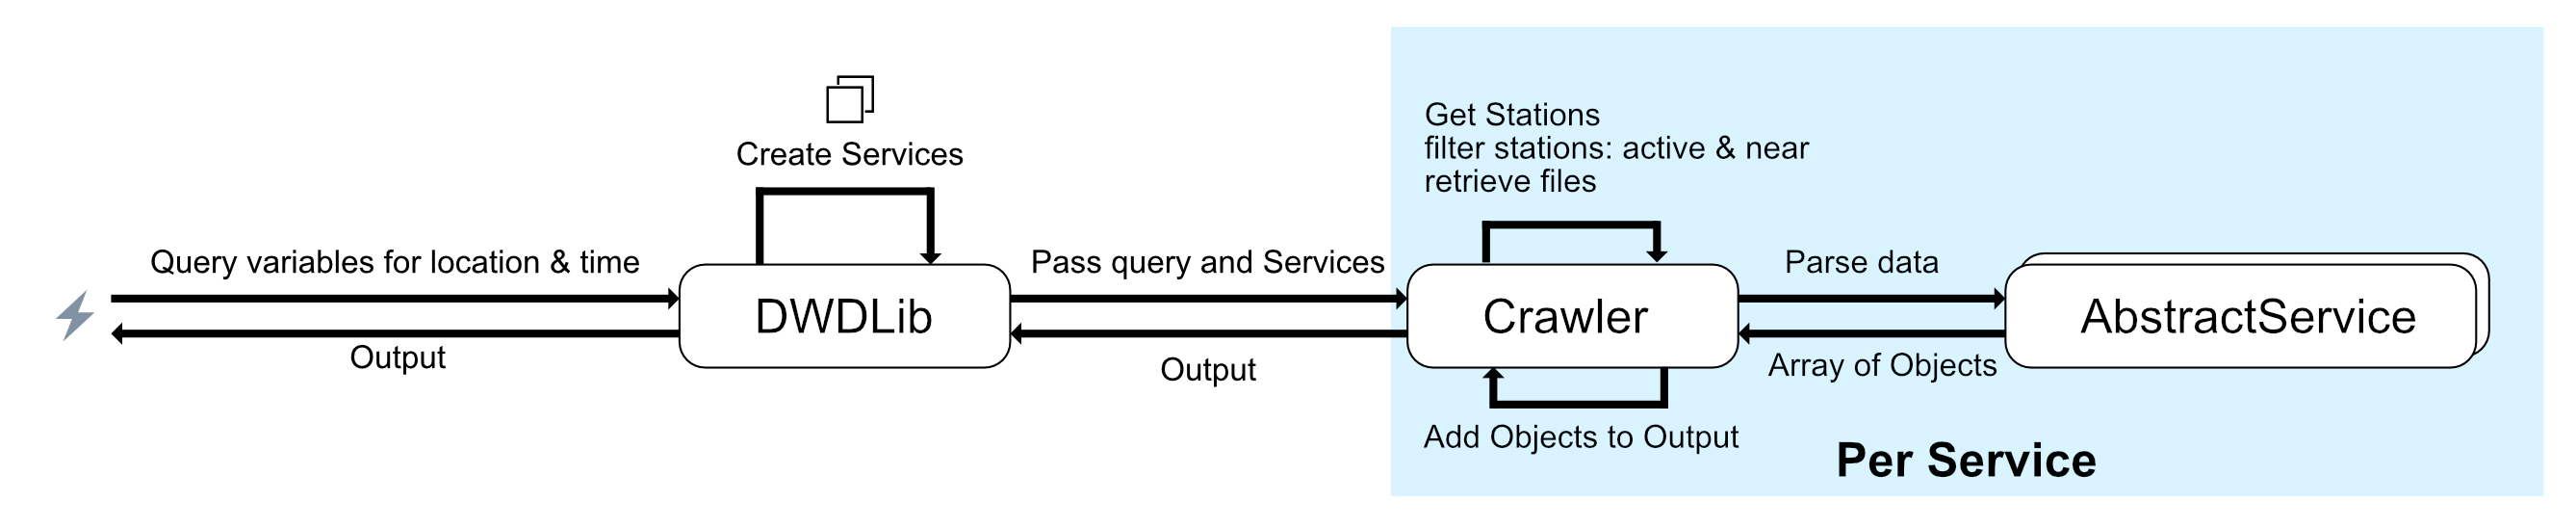 Create Services
Query variables for location & time
DWDLib
Output
Pass query and Services
Output
Get Stations
filter stations: active & near
retrieve files
Crawler
Parse data
AbstractService
Array of Objects
Add Objects to Output
Per Service